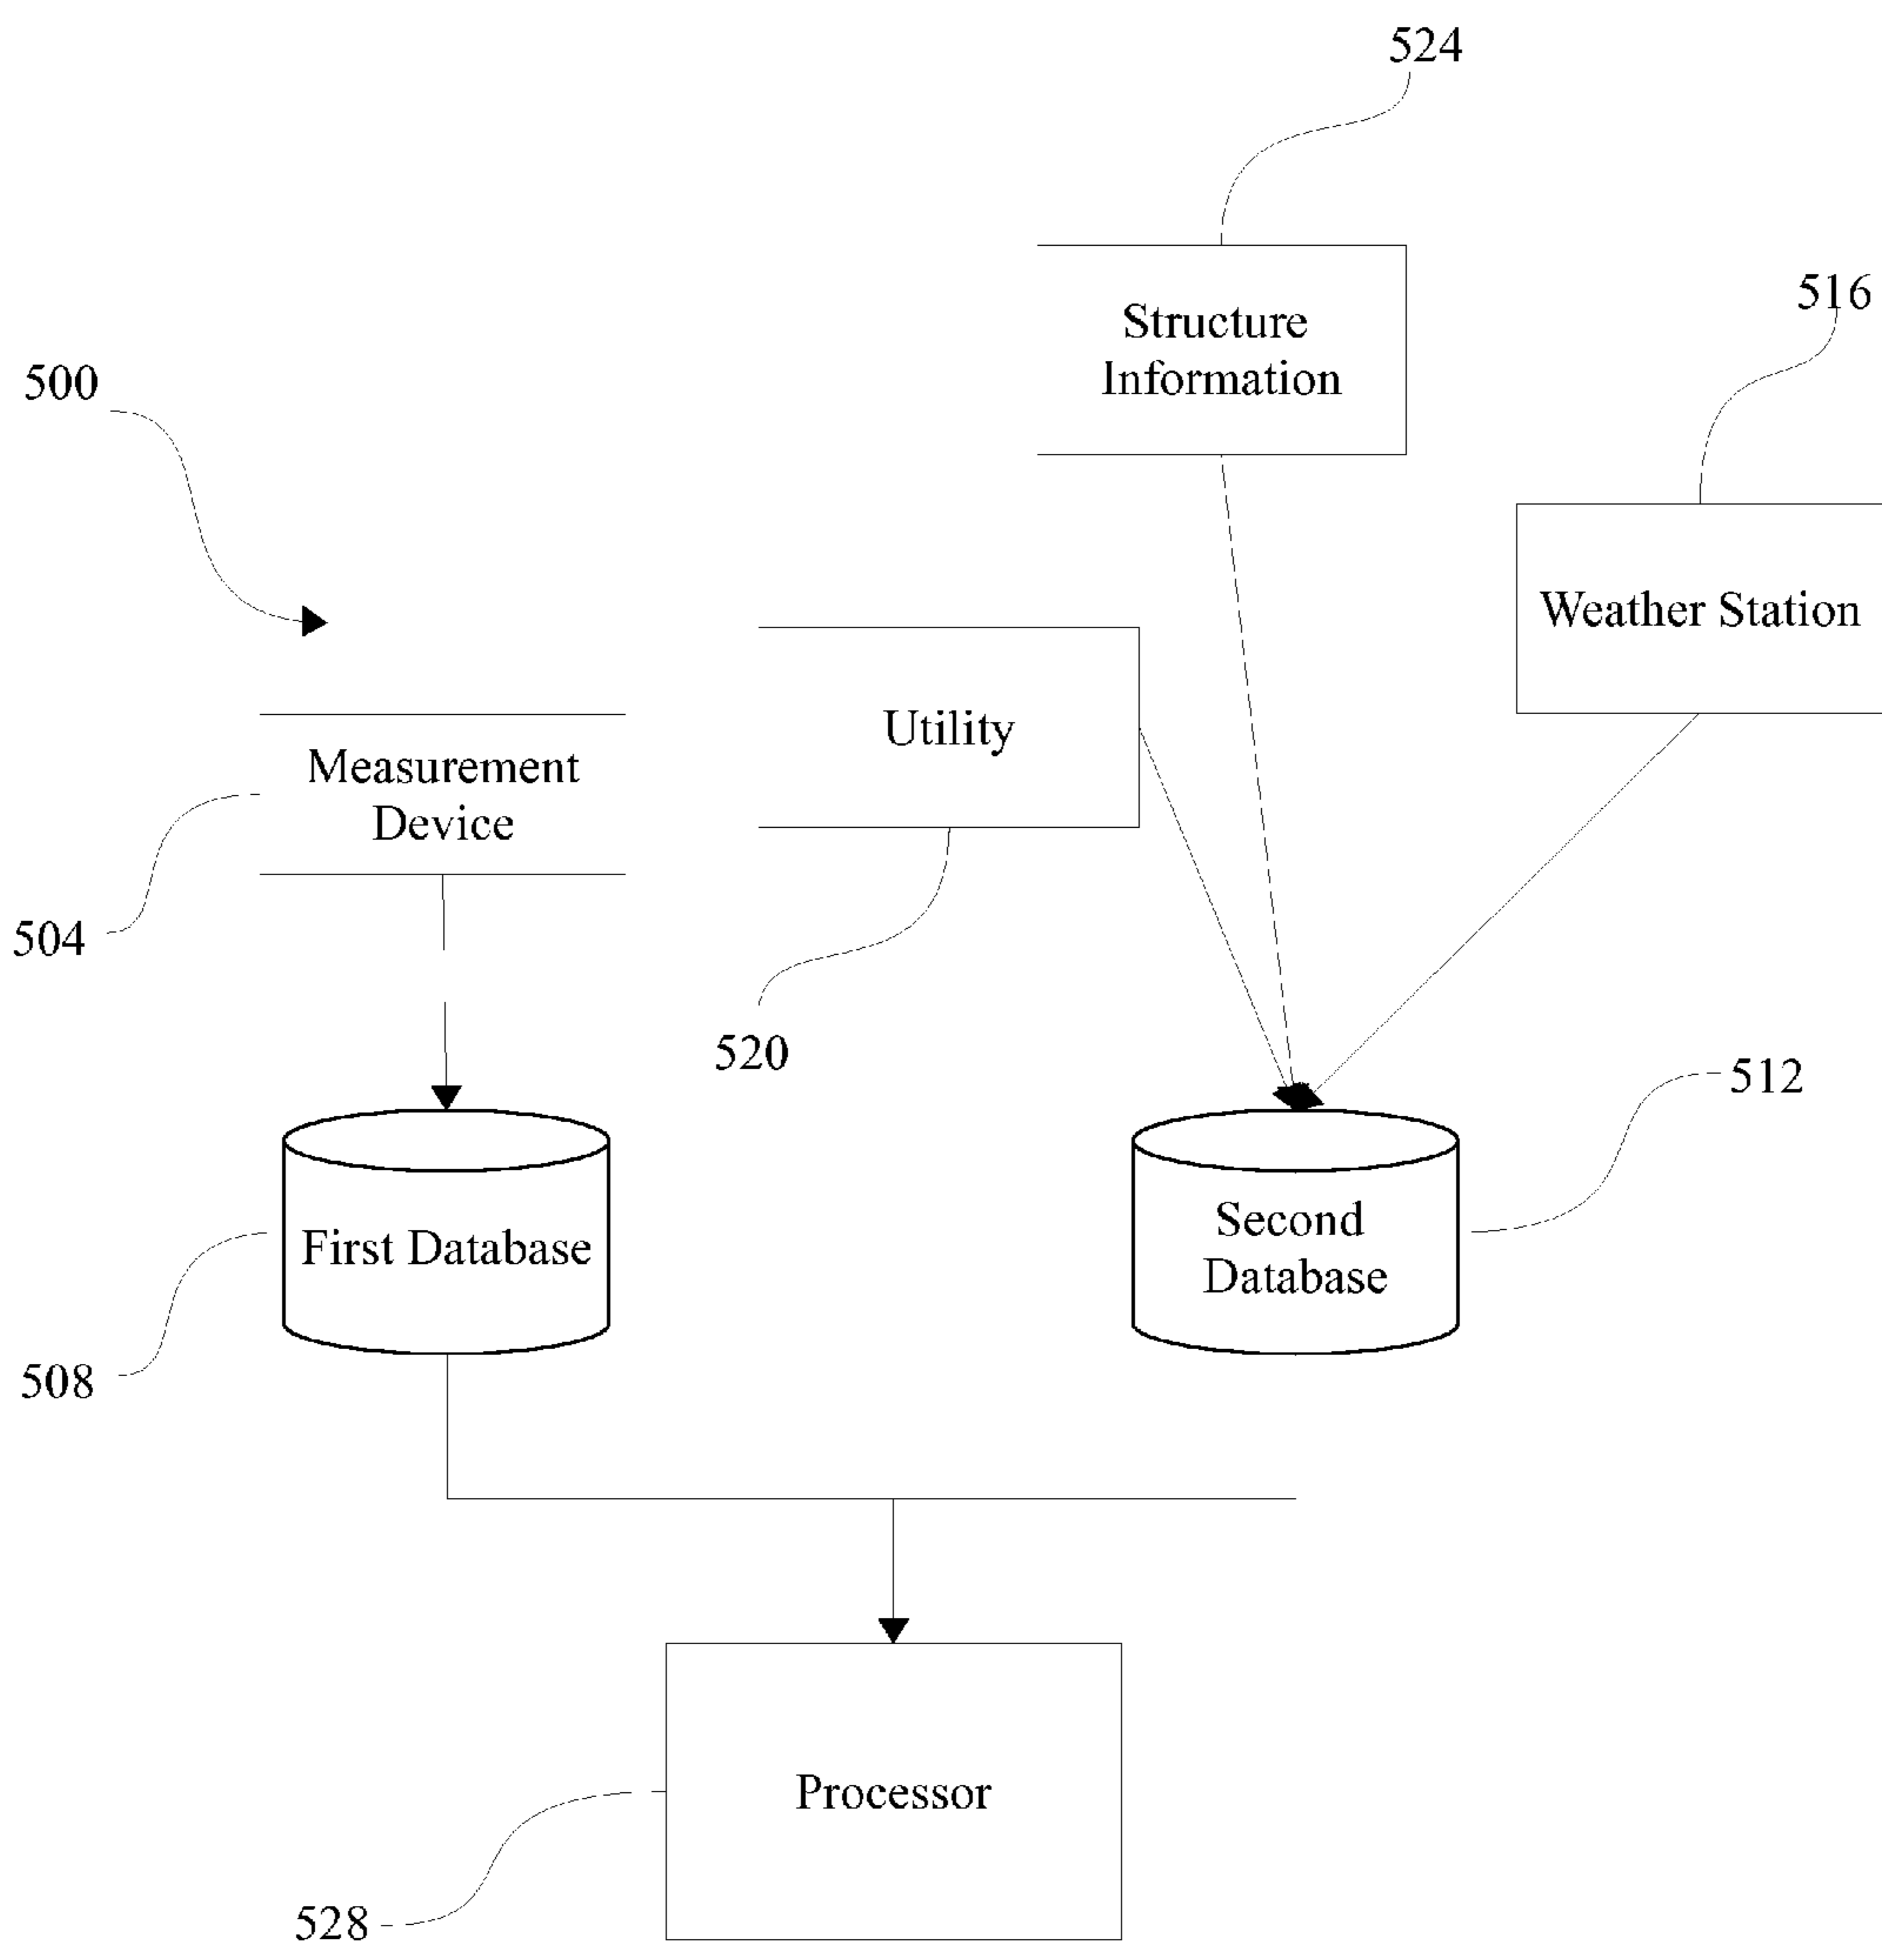 524
Structure
Information
516
500
Weather Station
Utility
Measurement
Device
504
520
512
First Database
Second
Database
508
Processor
528